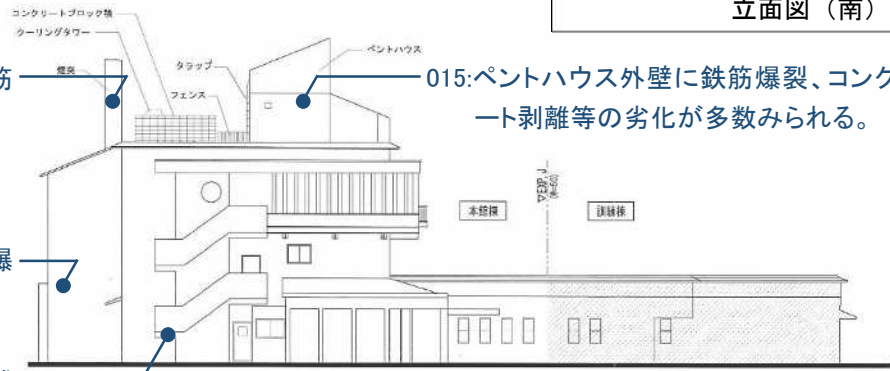 立面図（南）
コンクリートブロック積
クーリングタワー
煙突
タラップ
フェンス
ペントハウス
筋
015:ペントハウス外壁に鉄筋爆裂、コンク
ート剥離等の劣化が多数みられる。
▽EXP.J
本館棟
訓練棟
爆